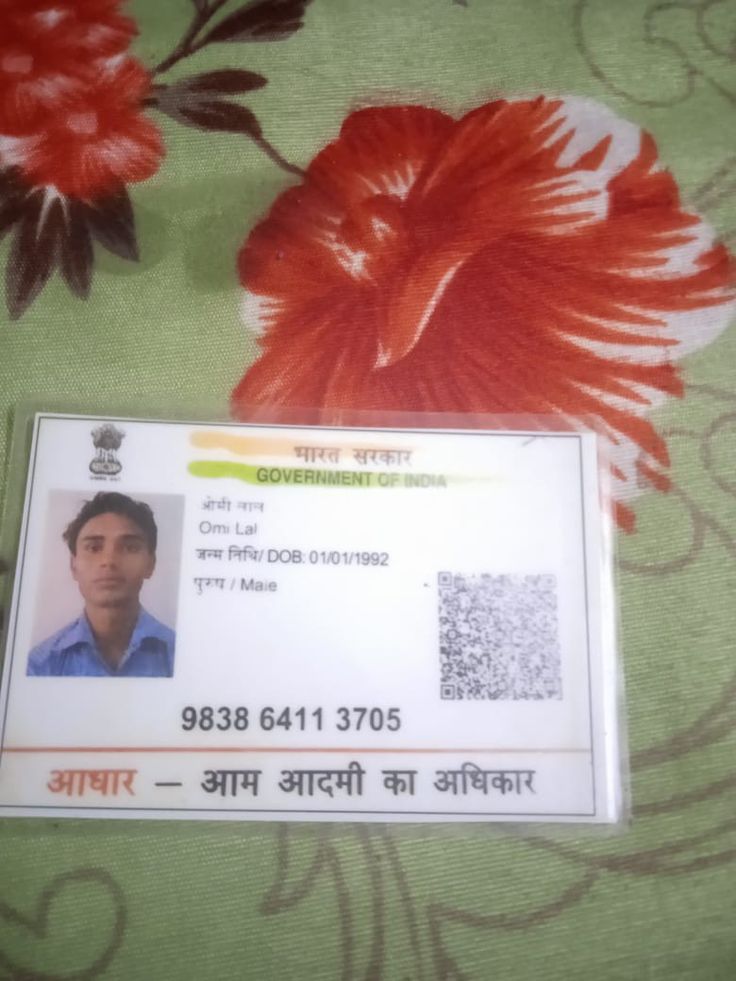 भारत सरकार
GOVERNMENT OF INDIA
ओमी लाल
Omi Lal
जन्म तिथि/ DOB: 01/01/1992
पुरुष / Male
9838 6411 3705
आधार – आम आदमी का अधिकार